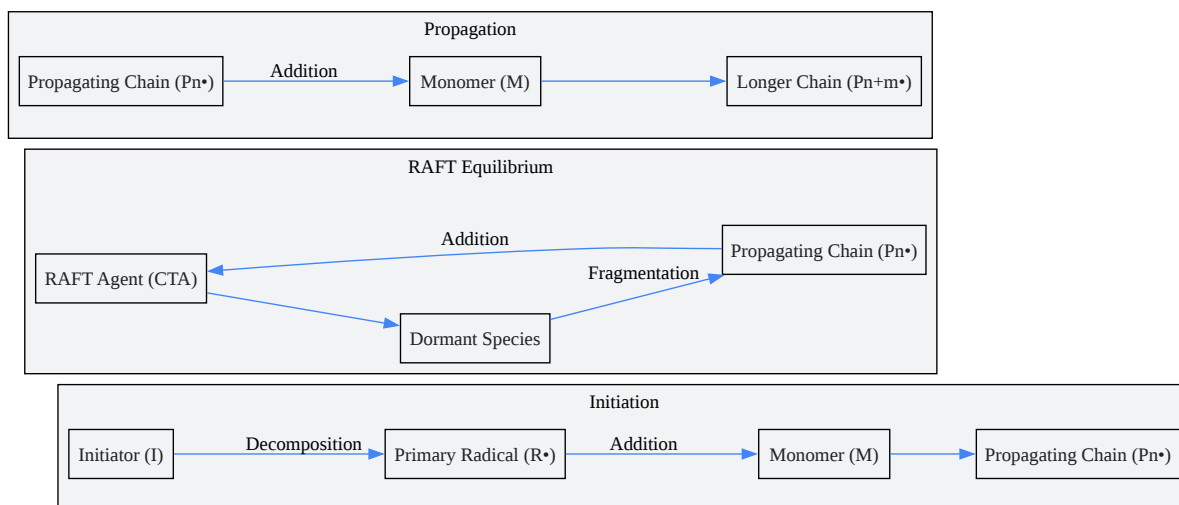 Propagation
Addition
Propagating Chain (Pn•)
Monomer (M)
Longer Chain (Pn+m•)
RAFT Equilibrium
Addition
Propagating Chain (Pn•)
Fragmentation
RAFT Agent (CTA)
Dormant Species
Initiation
Decomposition
Addition
Initiator (I)
Primary Radical (R•)
Monomer (M)
Propagating Chain (Pn•)